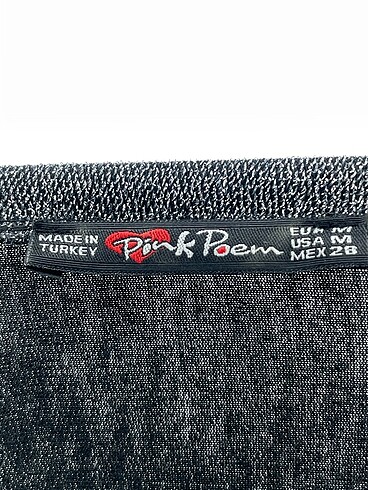 MADE IN
TURKEY
Pink Poem
EUR M
USA M
MEX 28